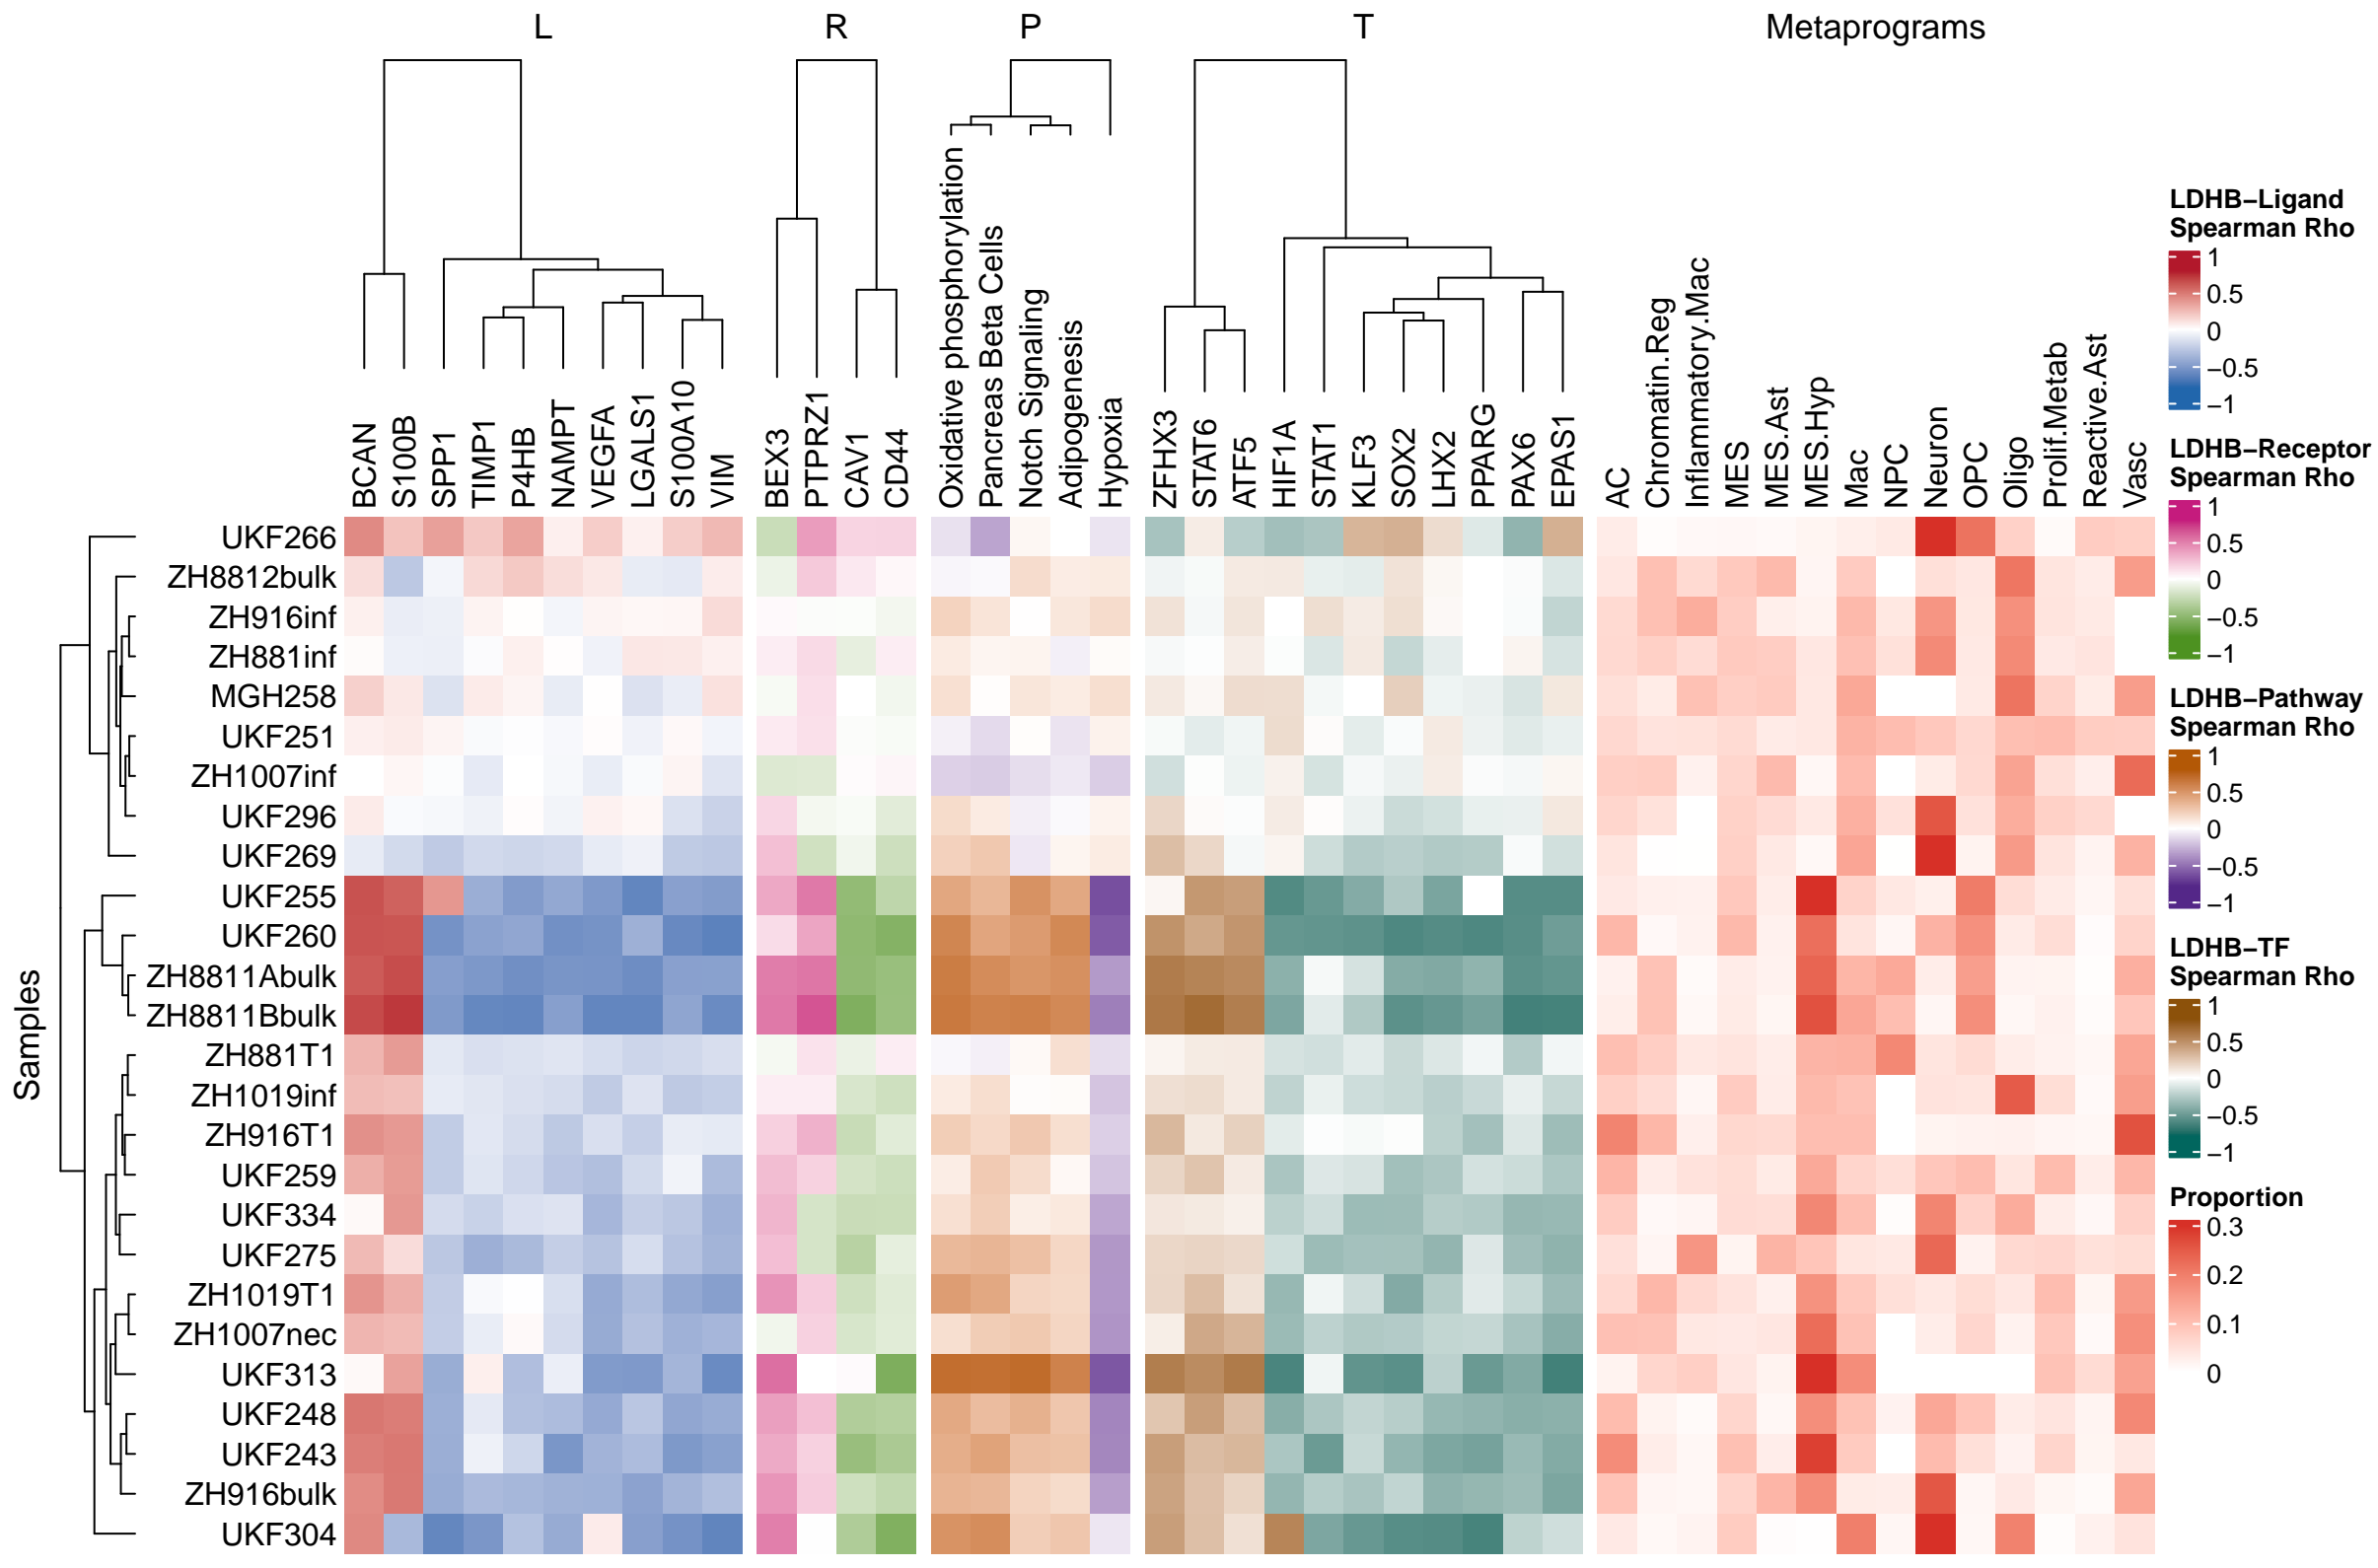 L
R
P
T
Metaprograms
BCAN
S100B
SPP1
TIMP1
P4HB
NAMPT
VEGFA
LGALS1
S100A10
VIM
BEX3
PTPRZ1
CAV1
CD44
Oxidative phosphorylation
Pancreas Beta Cells
Notch Signaling
Adipogenesis
Hypoxia
ZFHX3
STAT6
ATF5
HIF1A
STAT1
KLF3
SOX2
LHX2
PPARG
PAX6
EPAS1
AC
Chromatin.Reg
Inflammatory.Mac
MES
MES.Ast
MES.Hyp
Mac
NPC
Neuron
OPC
Oligo
Prolif.Metab
Reactive.Ast
Vasc
Samples
UKF266
ZH8812bulk
ZH916inf
ZH881inf
MGH258
UKF251
ZH1007inf
UKF296
UKF269
UKF255
UKF260
ZH8811Abulk
ZH8811Bbulk
ZH881T1
ZH1019inf
ZH916T1
UKF259
UKF334
UKF275
ZH1019T1
ZH1007nec
UKF313
UKF248
UKF243
ZH916bulk
UKF304
LDHB−Ligand
Spearman Rho
1
0.5
0
−0.5
−1
LDHB−Receptor
Spearman Rho
1
0.5
0
−0.5
−1
LDHB−Pathway
Spearman Rho
1
0.5
0
−0.5
−1
LDHB−TF
Spearman Rho
1
0.5
0
−0.5
−1
Proportion
0.3
0.2
0.1
0